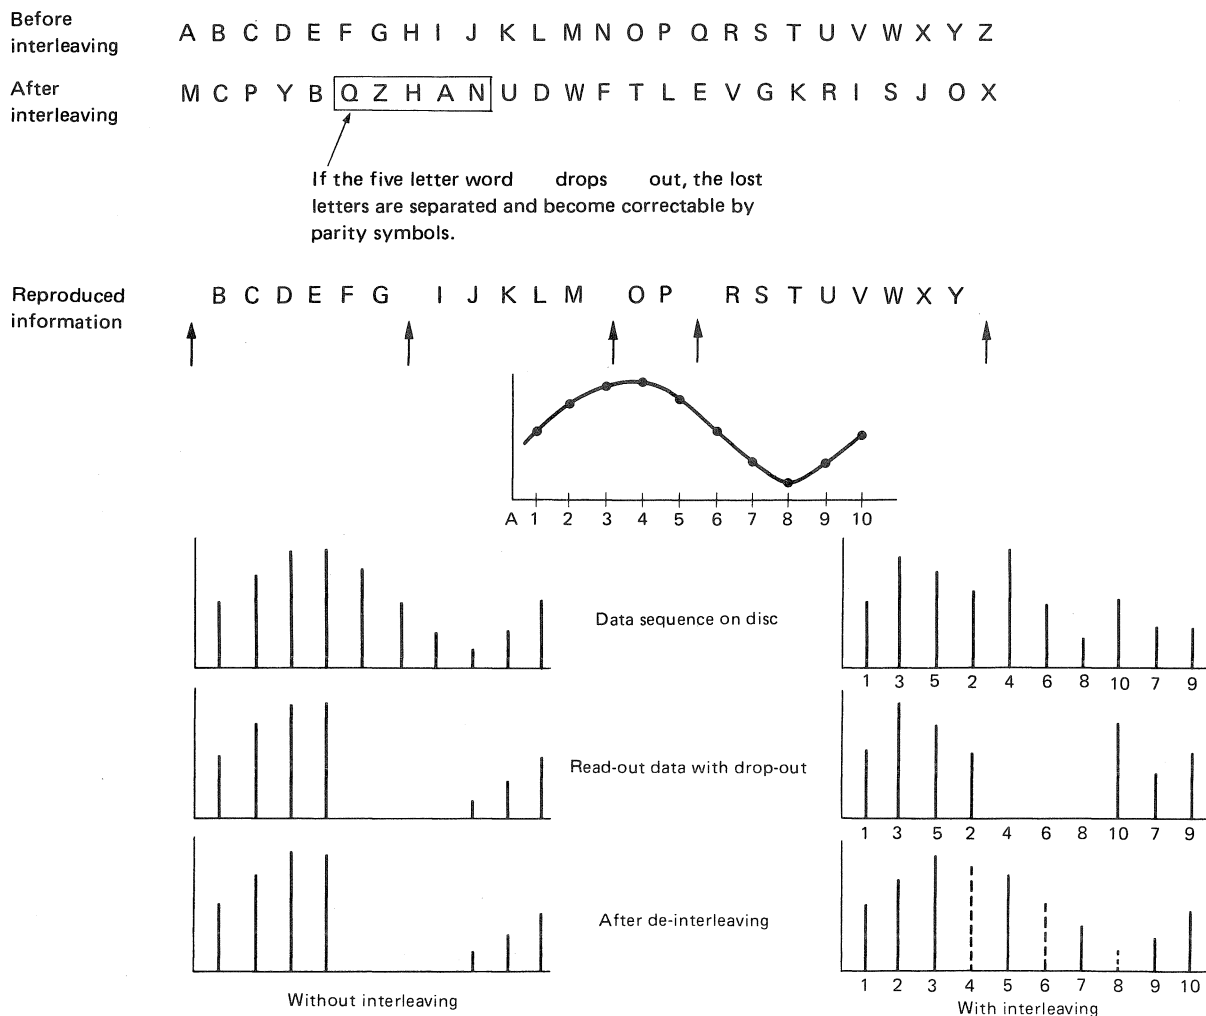 Before
interleaving
A B C D E F G H I J K L M N O P Q R S T U V W X Y Z
After
interleaving
M C P Y B Q Z H A N U D W F T L E V G K R I S J O X
If the five letter word drops out, the lost
letters are separated and become correctable by
parity symbols.
Reproduced
information
B C D E F G I J K L M O P R S T U V W X Y
A 1 2 3 4 5 6 7 8 9 10
Data sequence on disc
1 3 5 2 4 6 8 10 7 9
Read-out data with drop-out
1 3 5 2 4 6 8 10 7 9
After de-interleaving
1 2 3 4 5 6 7 8 9 10
Without interleaving
With interleaving